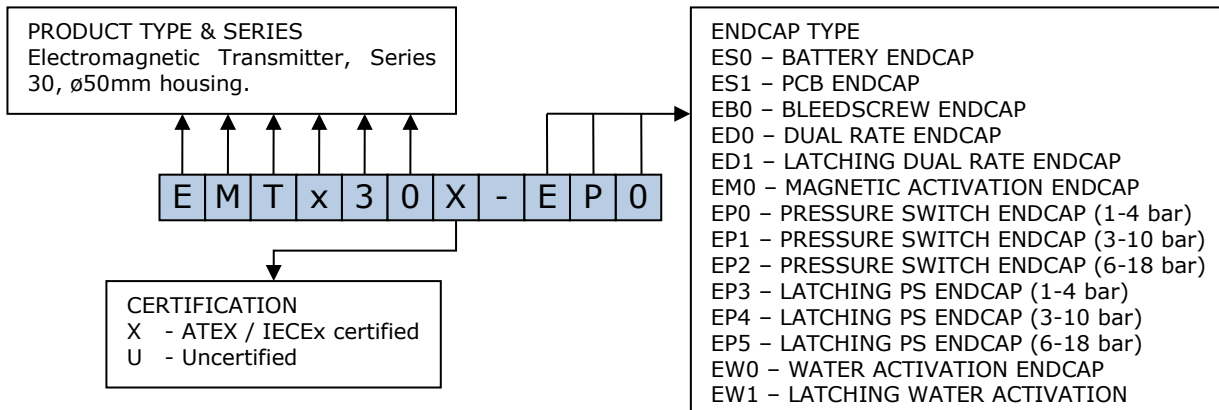 PRODUCT TYPE & SERIES
Electromagnetic Transmitter, Series
30, ø50mm housing.
EMTx30X-EP0
CERTIFICATION
X - ATEX / IECEx certified
U - Uncertified
ENDCAP TYPE
ES0 – BATTERY ENDCAP
ES1 – PCB ENDCAP
EB0 – BLEEDSCREW ENDCAP
ED0 – DUAL RATE ENDCAP
ED1 – LATCHING DUAL RATE ENDCAP
EM0 – MAGNETIC ACTIVATION ENDCAP
EP0 – PRESSURE SWITCH ENDCAP (1-4 bar)
EP1 – PRESSURE SWITCH ENDCAP (3-10 bar)
EP2 – PRESSURE SWITCH ENDCAP (6-18 bar)
EP3 – LATCHING PS ENDCAP (1-4 bar)
EP4 – LATCHING PS ENDCAP (3-10 bar)
EP5 – LATCHING PS ENDCAP (6-18 bar)
EW0 – WATER ACTIVATION ENDCAP
EW1 – LATCHING WATER ACTIVATION